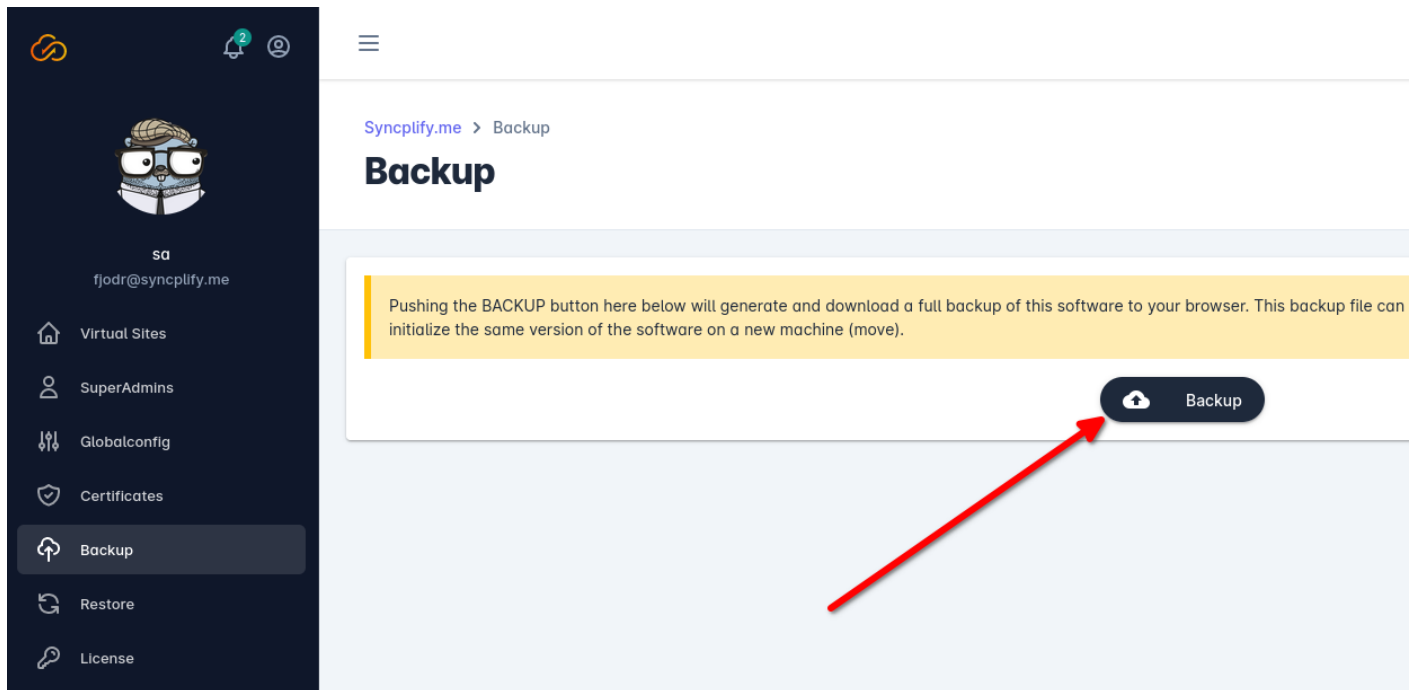 2
Syncplify.me > Backup
Backup
sa
fjodr@syncplify.me
Virtual Sites
SuperAdmins
Globalconfig
Certificates
Backup
Restore
License
Pushing the BACKUP button here below will generate and download a full backup of this software to your browser. This backup file can
initialize the same version of the software on a new machine (move).
Backup